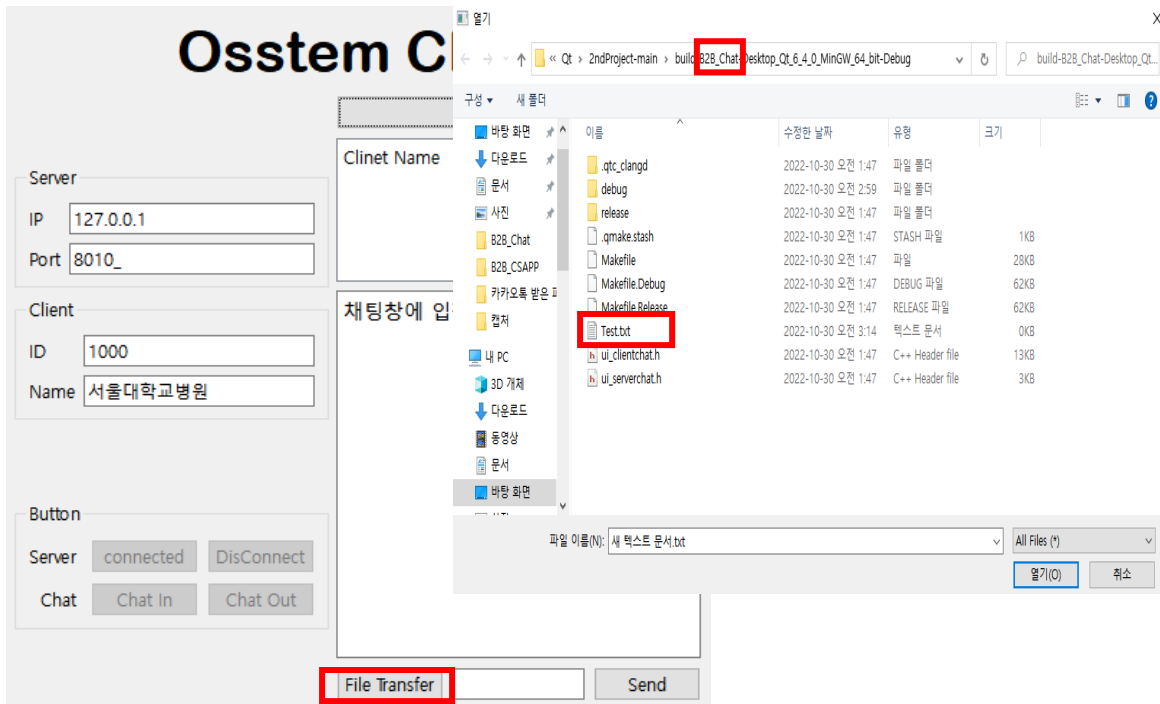 Osstem Cl
Clinet Name
Server
IP 127.0.0.1
Port 8010_
채팅창에 입
Client
ID 1000
Name 서울대학교병원
Button
Server connected DisConnect
Chat Chat In Chat Out
File Transfer Send
열기
« Qt › 2ndProject-main › build-B2B_Chat-Desktop_Qt_6_4_0_MinGW_64_bit-Debug
build-B2B_Chat-Desktop_Qt...
구성 새 폴더
바탕 화면
다운로드
문서
사진
B2B_Chat
B2B_CSAPP
카카오톡 받은
캡처
내 PC
3D 개체
다운로드
동영상
문서
바탕 화면
이름 수정한 날짜 유형 크기
.qtc_clangd 2022-10-30 오전 1:47 파일 폴더
debug 2022-10-30 오전 2:59 파일 폴더
release 2022-10-30 오전 1:47 파일 폴더
.qmake.stash 2022-10-30 오전 1:47 STASH 파일 1KB
Makefile 2022-10-30 오전 1:47 파일 28KB
Makefile.Debug 2022-10-30 오전 1:47 DEBUG 파일 62KB
Makefile.Release 2022-10-30 오전 1:47 RELEASE 파일 62KB
Test.txt 2022-10-30 오전 3:14 텍스트 문서 0KB
ui_clientchat.h 2022-10-30 오전 1:47 C++ Header file 13KB
ui_serverchat.h 2022-10-30 오전 1:47 C++ Header file 3KB
파일 이름(N): 새 텍스트 문서.txt All Files (*)
열기(O) 취소